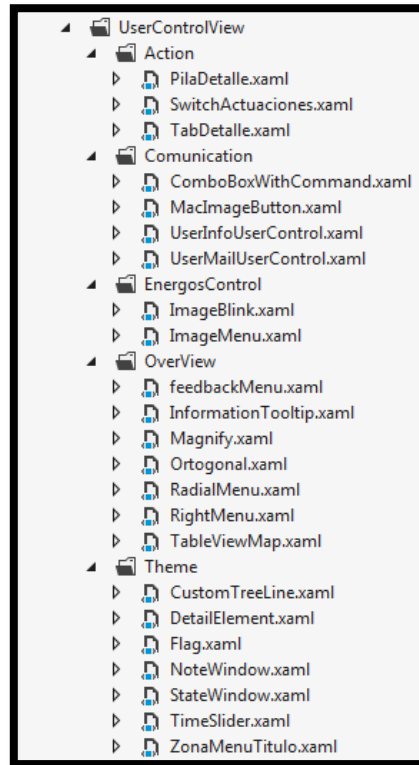 UserControlView
Action
PilaDetalle.xaml
SwitchActuaciones.xaml
TabDetalle.xaml
Comunication
ComboBoxWithCommand.xaml
MacImageButton.xaml
UserInfoUserControl.xaml
UserMailUserControl.xaml
EnergosControl
ImageBlink.xaml
ImageMenu.xaml
OverView
feedbackMenu.xaml
InformationTooltip.xaml
Magnify.xaml
Ortogonal.xaml
RadialMenu.xaml
RightMenu.xaml
TableViewMap.xaml
Theme
CustomTreeLine.xaml
DetailElement.xaml
Flag.xaml
NoteWindow.xaml
StateWindow.xaml
TimeSlider.xaml
ZonaMenuTitulo.xaml